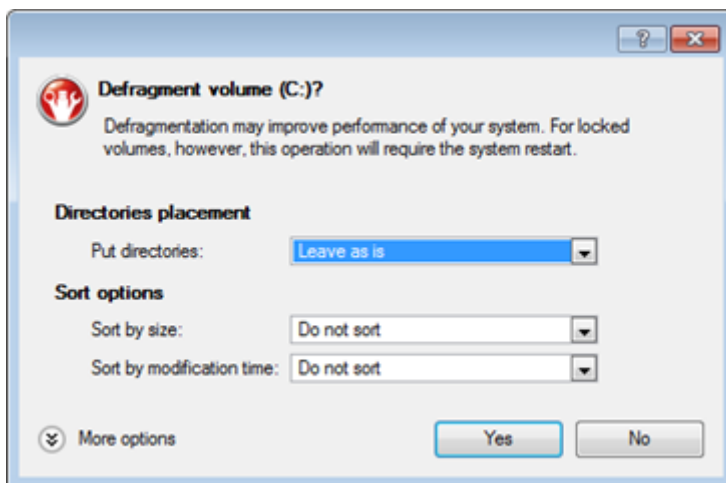 ?
Defragment volume (C:)?
Defragmentation may improve performance of your system. For locked
volumes, however, this operation will require the system restart.
Directories placement
Put directories: Leave as is
Sort options
Sort by size: Do not sort
Sort by modification time: Do not sort
More options Yes No